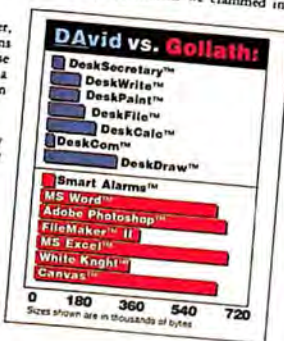 DAvid vs. Goliath:
DeskSecretary™
DeskWrite™
DeskPaint™
DeskFile™
DeskCalc™
DeskCom™
DeskDraw™
Smart Alarms™
MS Word™
Adobe Photoshop™
FileMaker™ II
MS Excel™
White Knght™
Canvas™
0 180 360 540 720
Sizes shown are in thousands of bytes